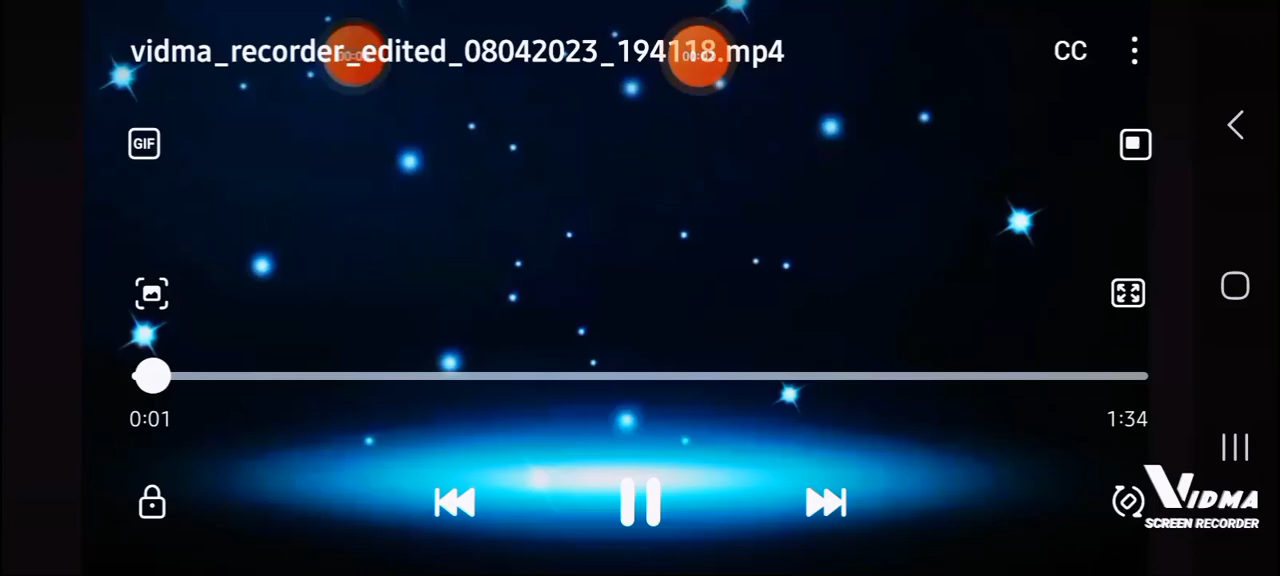 vidma_recorder_edited_08042023_194118.mp4
CC
GIF
0:01
1:34
VIDMA
SCREEN RECORDER